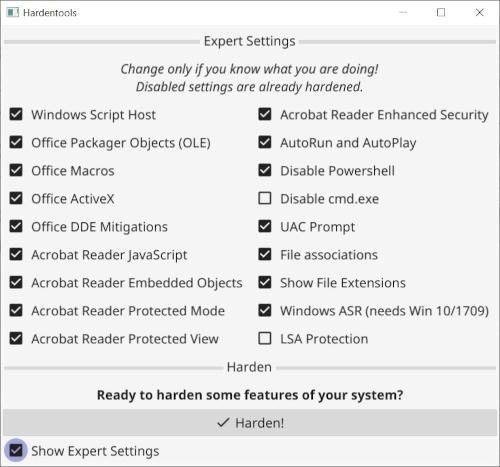 Hardentools
Expert Settings
Change only if you know what you are doing!
Disabled settings are already hardened.
Windows Script Host
Office Packager Objects (OLE)
Office Macros
Office ActiveX
Office DDE Mitigations
Acrobat Reader JavaScript
Acrobat Reader Embedded Objects
Acrobat Reader Protected Mode
Acrobat Reader Protected View
Acrobat Reader Enhanced Security
AutoRun and AutoPlay
Disable Powershell
Disable cmd.exe
UAC Prompt
File associations
Show File Extensions
Windows ASR (needs Win 10/1709)
LSA Protection
Harden
Ready to harden some features of your system?
Harden!
Show Expert Settings